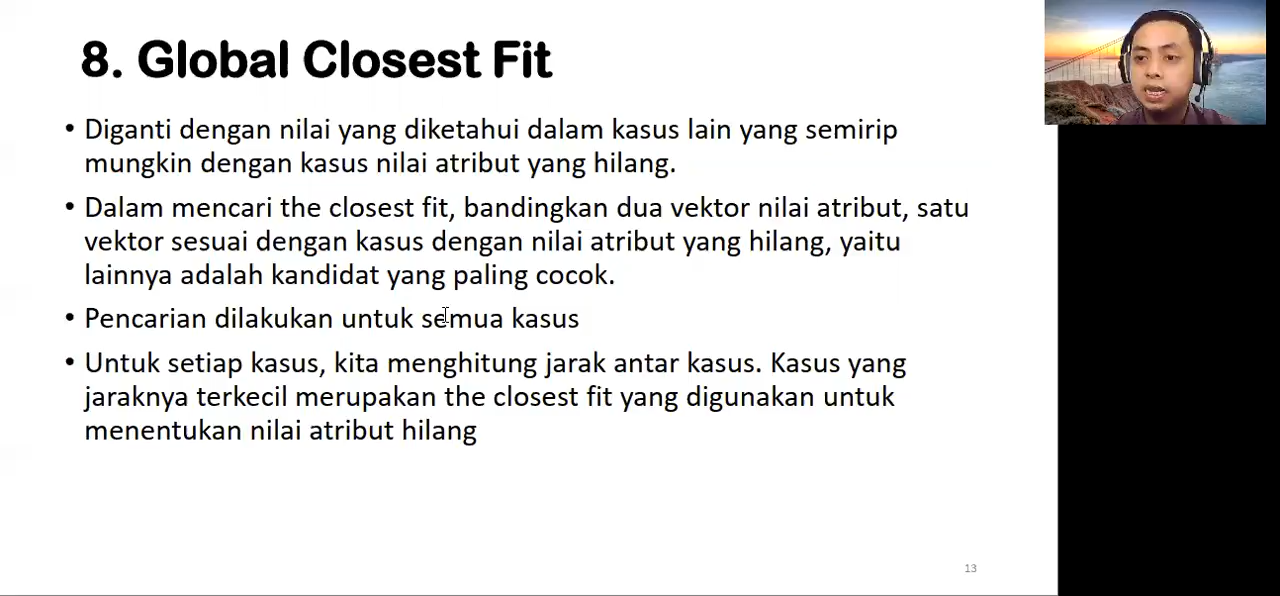 8. Global Closest Fit
• Diganti dengan nilai yang diketahui dalam kasus lain yang semirip
mungkin dengan kasus nilai atribut yang hilang.
• Dalam mencari the closest fit, bandingkan dua vektor nilai atribut, satu
vektor sesuai dengan kasus dengan nilai atribut yang hilang, yaitu
lainnya adalah kandidat yang paling cocok.
• Pencarian dilakukan untuk semua kasus
• Untuk setiap kasus, kita menghitung jarak antar kasus. Kasus yang
jaraknya terkecil merupakan the closest fit yang digunakan untuk
menentukan nilai atribut hilang
13